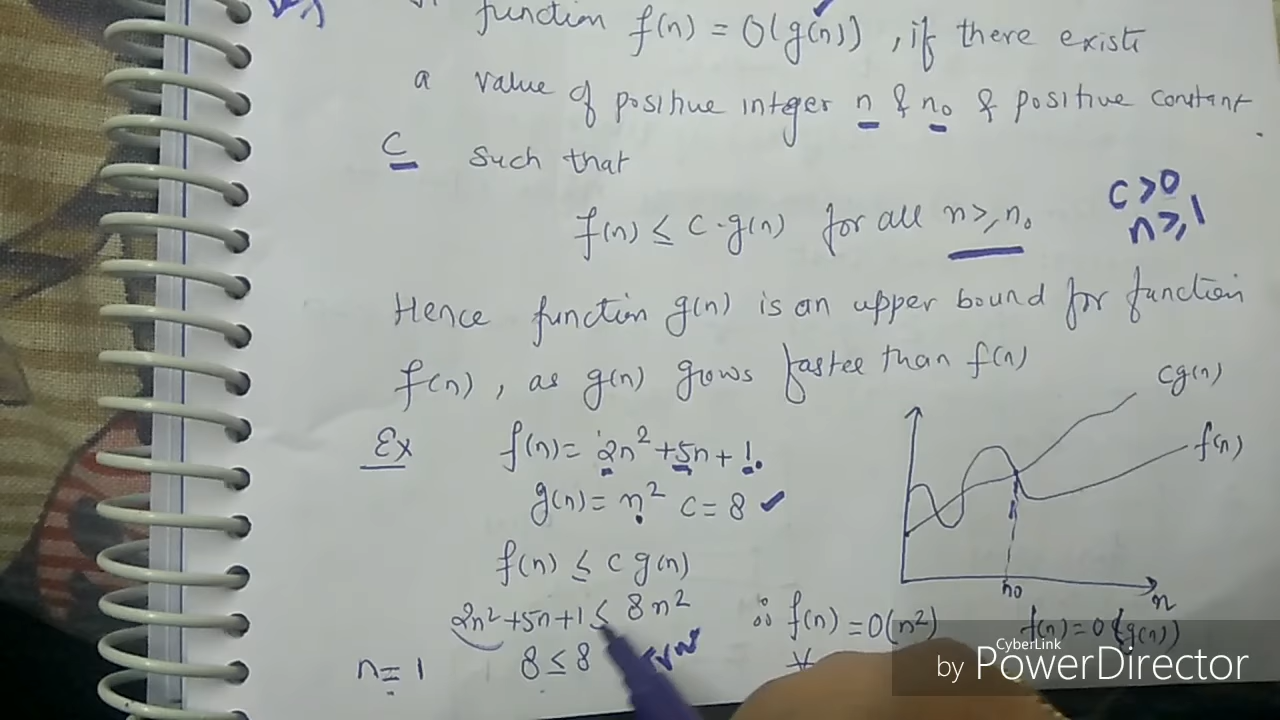 function f(n) = O(g(n)) , if there exists
a value of positive integer n & n₀ & positive constant
C such that
f(n) ≤ c·g(n) for all n ≥ n₀
c > 0
n ≥ 1
Hence function g(n) is an upper bound for function
f(n), as g(n) grows faster than f(n)
Ex f(n) = 2n² + 5n + 1.
g(n) = n² c = 8 ✓
f(n) ≤ c g(n)
2n² + 5n + 1 ≤ 8n²
n = 1 8 ≤ 8
cg(n)
f(n)
n₀
n
∴ f(n) = O(n²)
f(n) = O{g(n)}
CyberLink
by PowerDirector